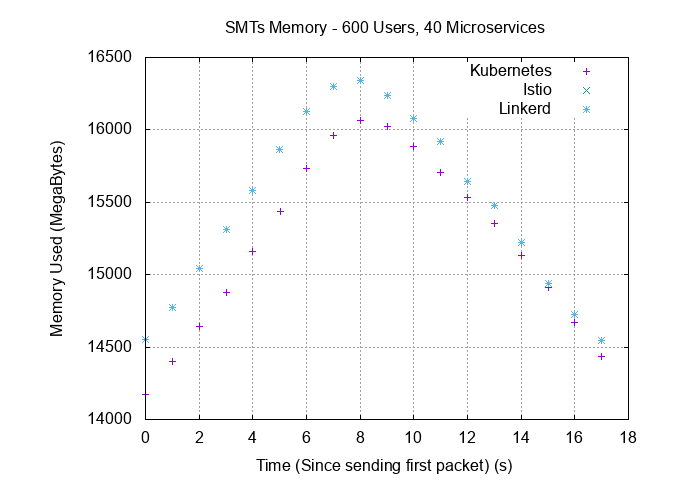 SMTs Memory - 600 Users, 40 Microservices
16500
16000
15500
15000
14500
14000
Memory Used (MegaBytes)
Kubernetes
Istio
Linkerd
0 2 4 6 8 10 12 14 16 18
Time (Since sending first packet) (s)